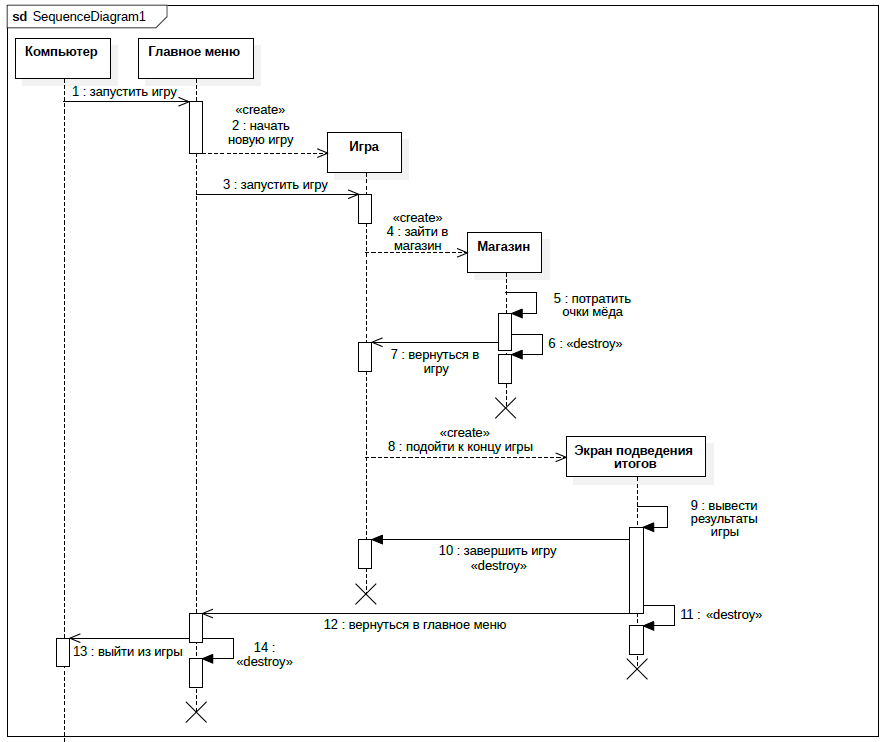 sd SequenceDiagram1
Компьютер
Главное меню
1 : запустить игру
«create»
2 : начать
новую игру
Игра
3 : запустить игру
«create»
4 : зайти в
магазин
Магазин
5 : потратить
очки мёда
6 : «destroy»
7 : вернуться в
игру
«create»
8 : подойти к концу игры
Экран подведения
итогов
9 : вывести
результаты
игры
10 : завершить игру
«destroy»
11 : «destroy»
12 : вернуться в главное меню
13 : выйти из игры
14 :
«destroy»